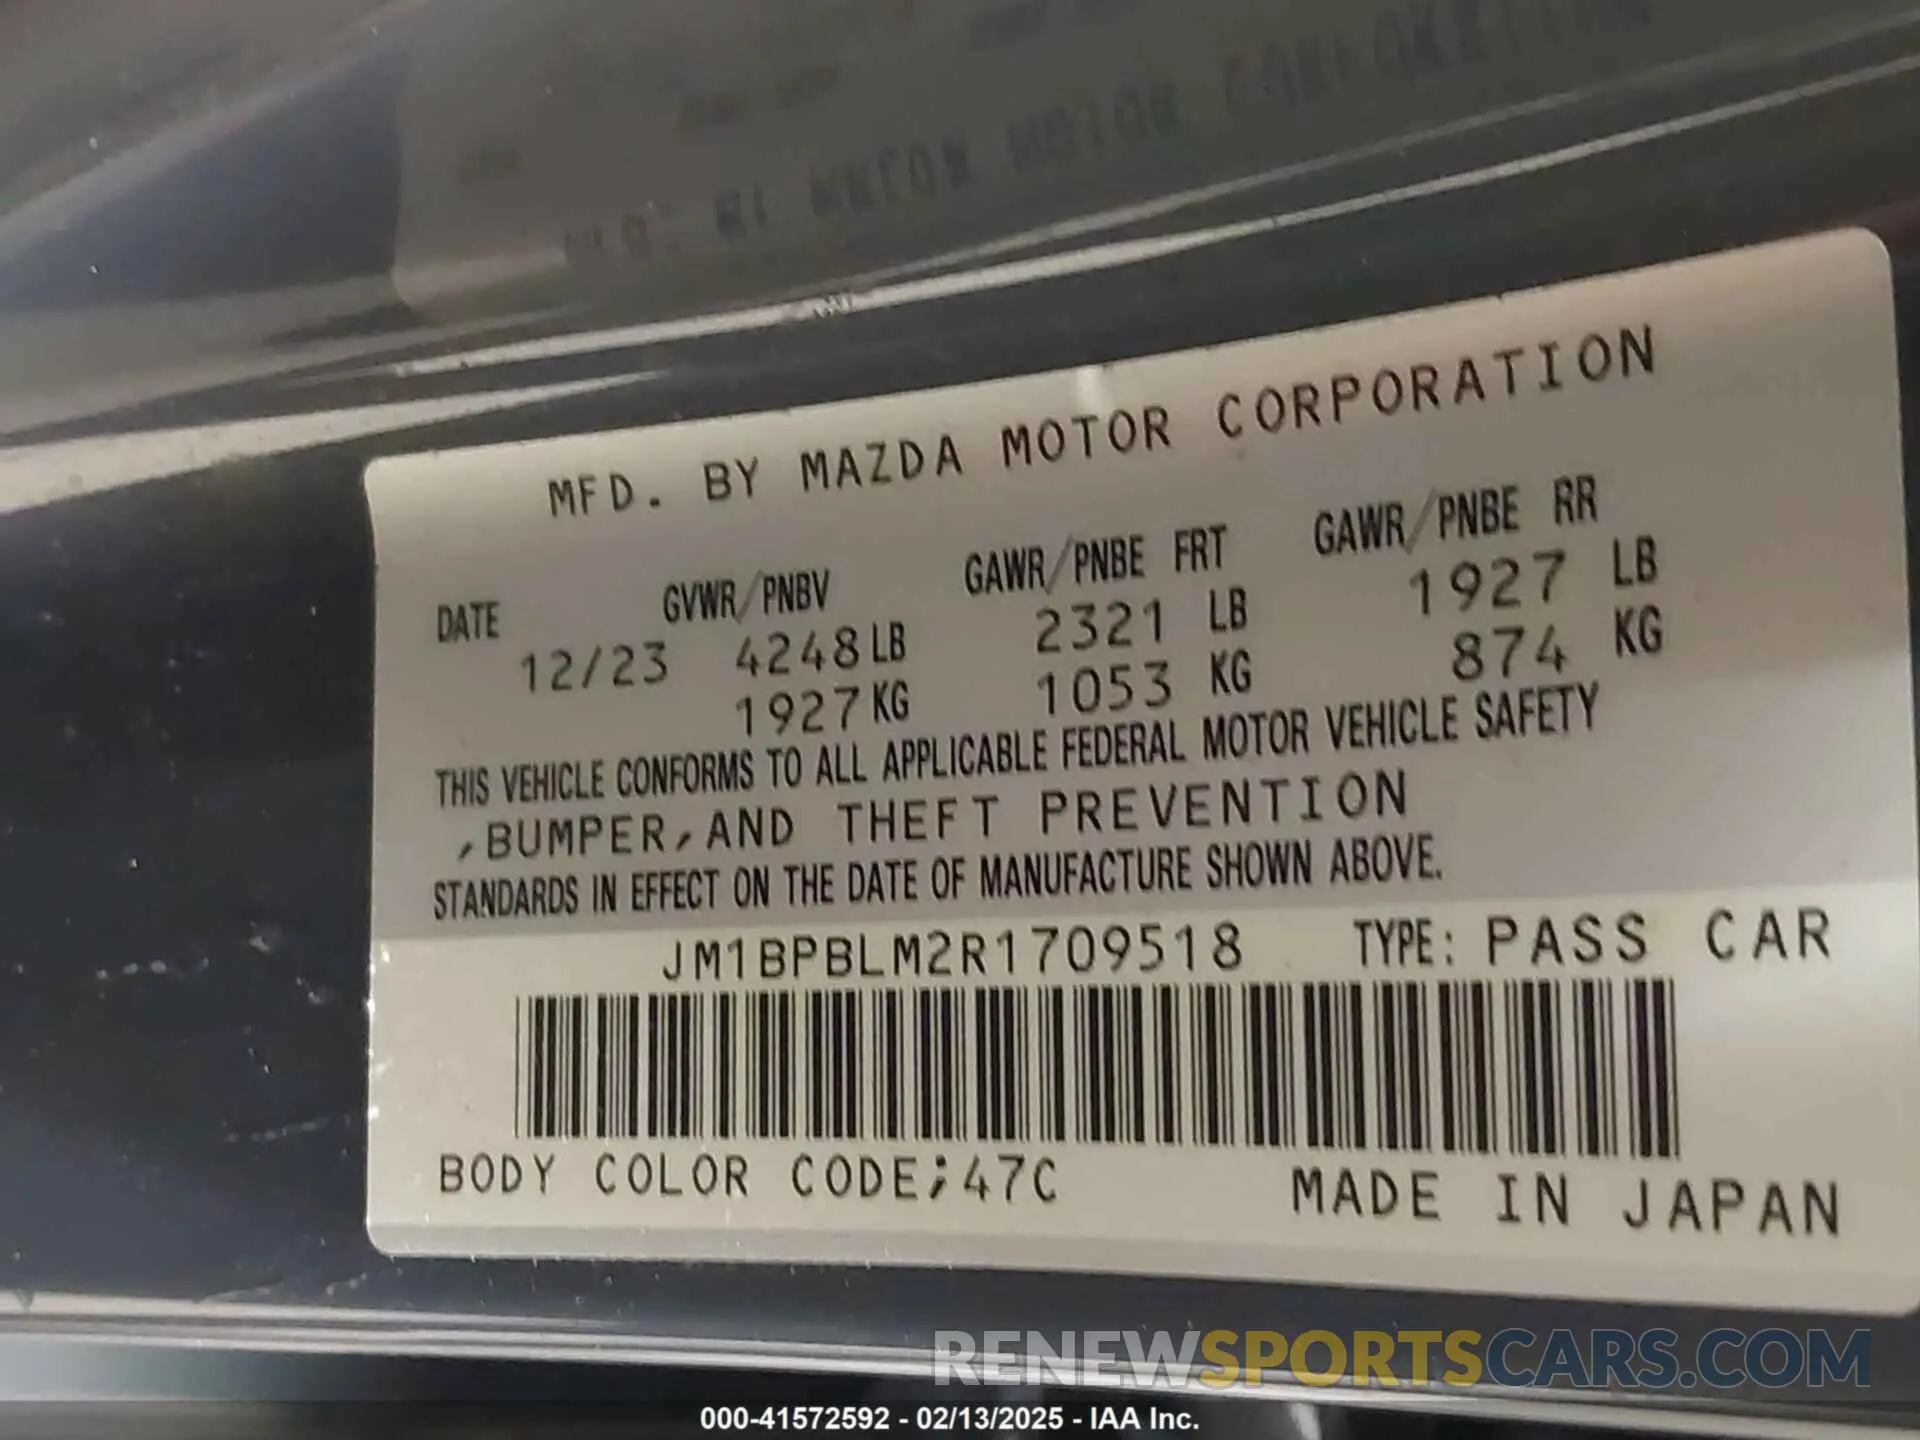 MFD. BY MAZDA MOTOR CORPORATION
DATE GVWR/PNBV GAWR/PNBE FRT GAWR/PNBE RR
12/23 4248 LB 2321 LB 1927 LB
1927 KG 1053 KG 874 KG
THIS VEHICLE CONFORMS TO ALL APPLICABLE FEDERAL MOTOR VEHICLE SAFETY
,BUMPER,AND THEFT PREVENTION
STANDARDS IN EFFECT ON THE DATE OF MANUFACTURE SHOWN ABOVE.
JM1BPBLM2R1709518 TYPE: PASS CAR
BODY COLOR CODE;47C MADE IN JAPAN
RENEWSPORTSCARS.COM
000-41572592 - 02/13/2025 - IAA Inc.